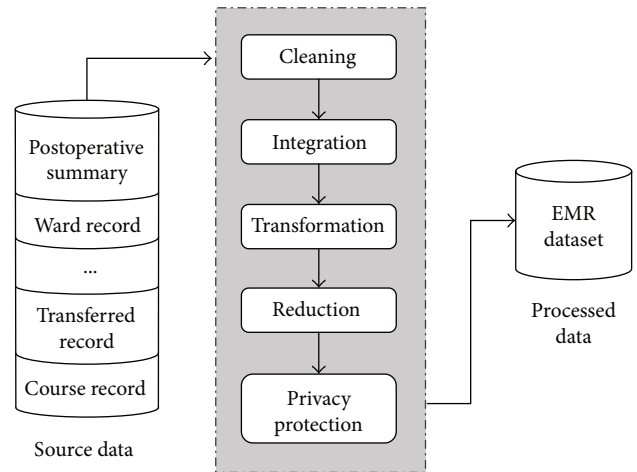 Postoperative
summary
Ward record
...
Transferred
record
Course record
Source data
Cleaning
Integration
Transformation
Reduction
Privacy
protection
EMR
dataset
Processed
data